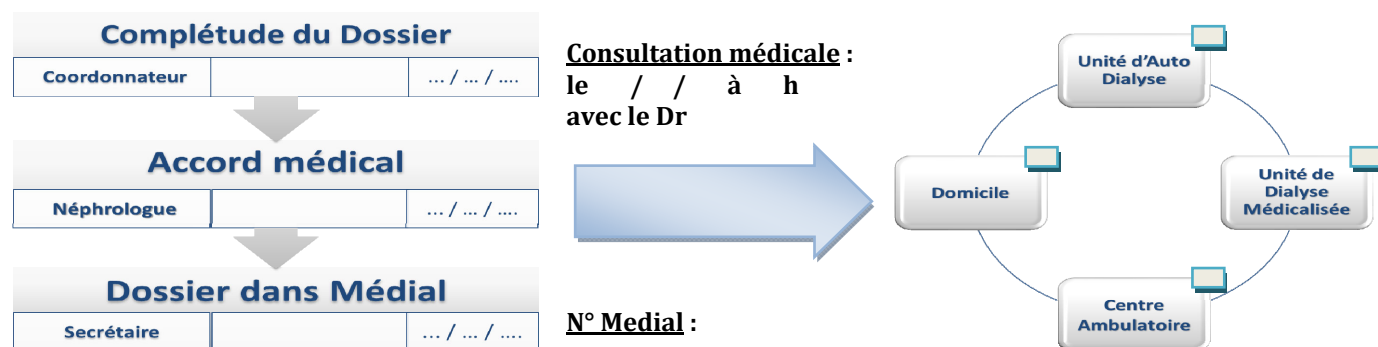 Complétude du Dossier
Coordonnateur ... / ... / ....
Accord médical
Néphrologue ... / ... / ....
Dossier dans Médial
Secrétaire ... / ... / ....
Consultation médicale :
le / / à h
avec le Dr
N° Medial :
Unité d'Auto
Dialyse
Domicile
Unité de
Dialyse
Médicalisée
Centre
Ambulatoire